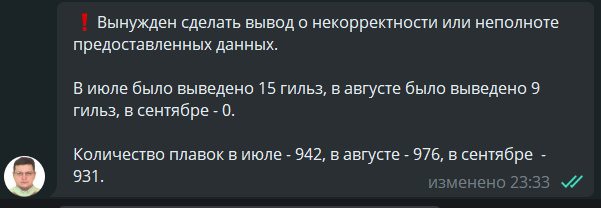 ❗ Вынужден сделать вывод о некорректности или неполноте
предоставленных данных.
В июле было выведено 15 гильз, в августе было выведено 9
гильз, в сентябре - 0.
Количество плавок в июле - 942, в августе - 976, в сентябре -
931.
изменено 23:33